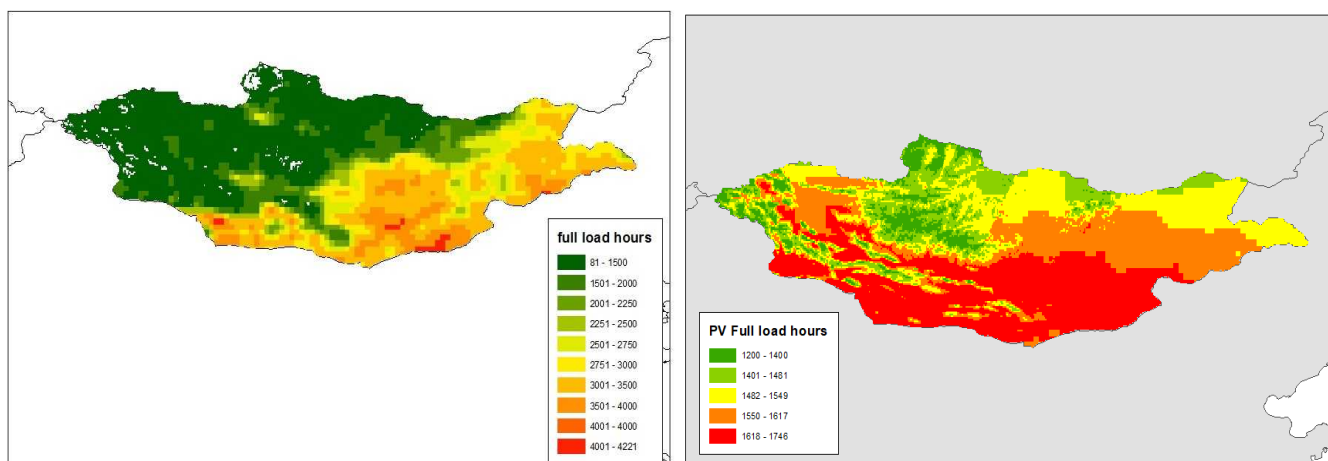 full load hours
81 - 1500
1501 - 2000
2001 - 2250
2251 - 2500
2501 - 2750
2751 - 3000
3001 - 3500
3501 - 4000
4001 - 4000
4001 - 4221
PV Full load hours
1200 - 1400
1401 - 1481
1482 - 1549
1550 - 1617
1618 - 1746